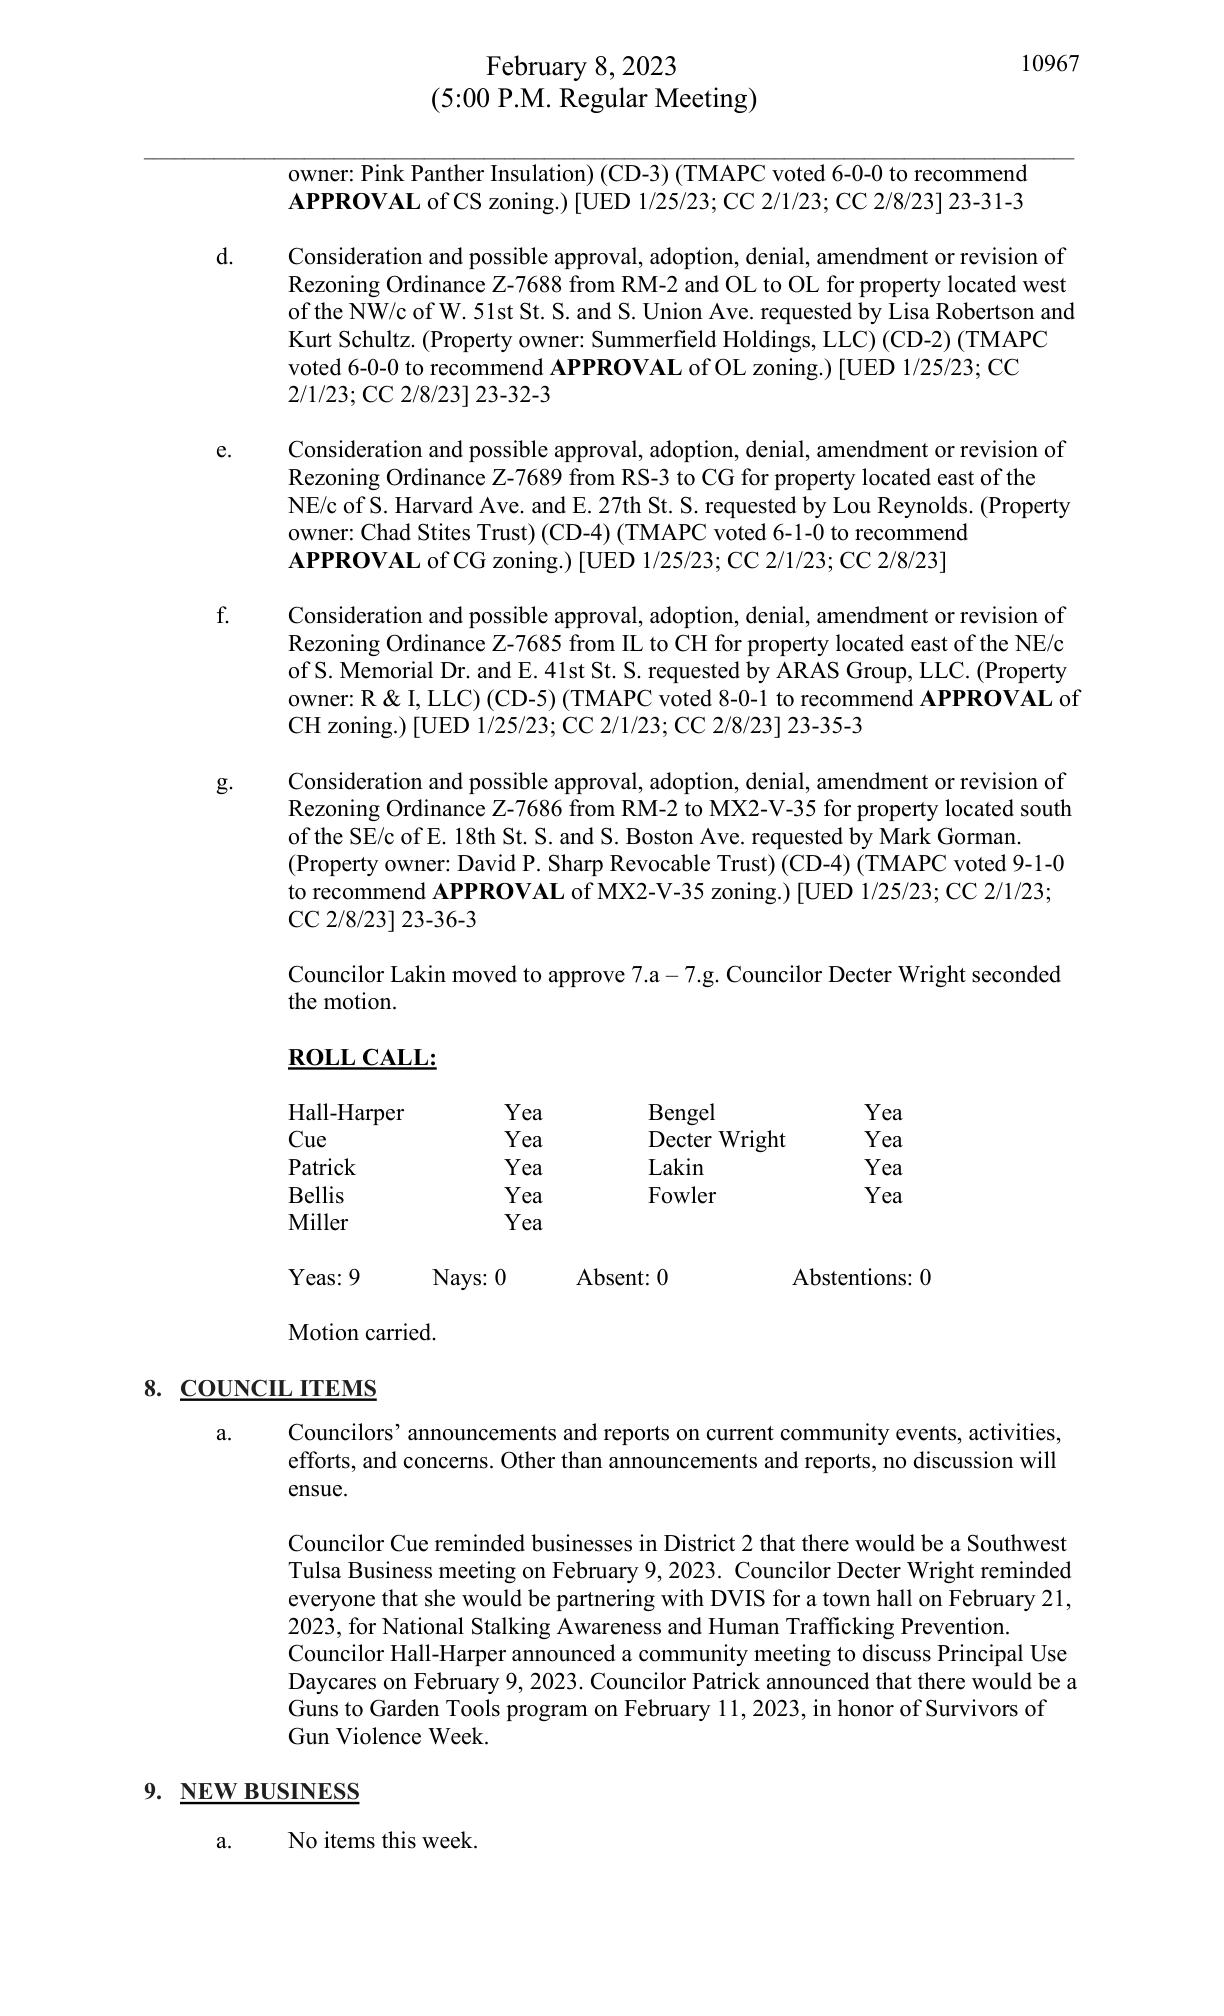 February 8, 2023
10967
(5:00 P.M. Regular Meeting)
owner: Pink Panther Insulation) (CD-3) (TMAPC voted 6-0-0 to recommend
APPROVAL of CS zoning.) [UED 1/25/23; CC 2/1/23; CC 2/8/23] 23-31-3
d. Consideration and possible approval, adoption, denial, amendment or revision of
Rezoning Ordinance Z-7688 from RM-2 and OL to OL for property located west
of the NW/c of W. 51st St. S. and S. Union Ave. requested by Lisa Robertson and
Kurt Schultz. (Property owner: Summerfield Holdings, LLC) (CD-2) (TMAPC
voted 6-0-0 to recommend APPROVAL of OL zoning.) [UED 1/25/23; CC
2/1/23; CC 2/8/23] 23-32-3
e. Consideration and possible approval, adoption, denial, amendment or revision of
Rezoning Ordinance Z-7689 from RS-3 to CG for property located east of the
NE/c of S. Harvard Ave. and E. 27th St. S. requested by Lou Reynolds. (Property
owner: Chad Stites Trust) (CD-4) (TMAPC voted 6-1-0 to recommend
APPROVAL of CG zoning.) [UED 1/25/23; CC 2/1/23; CC 2/8/23]
f. Consideration and possible approval, adoption, denial, amendment or revision of
Rezoning Ordinance Z-7685 from IL to CH for property located east of the NE/c
of S. Memorial Dr. and E. 41st St. S. requested by ARAS Group, LLC. (Property
owner: R & I, LLC) (CD-5) (TMAPC voted 8-0-1 to recommend APPROVAL of
CH zoning.) [UED 1/25/23; CC 2/1/23; CC 2/8/23] 23-35-3
g. Consideration and possible approval, adoption, denial, amendment or revision of
Rezoning Ordinance Z-7686 from RM-2 to MX2-V-35 for property located south
of the SE/c of E. 18th St. S. and S. Boston Ave. requested by Mark Gorman.
(Property owner: David P. Sharp Revocable Trust) (CD-4) (TMAPC voted 9-1-0
to recommend APPROVAL of MX2-V-35 zoning.) [UED 1/25/23; CC 2/1/23;
CC 2/8/23] 23-36-3
Councilor Lakin moved to approve 7.a – 7.g. Councilor Decter Wright seconded
the motion.
ROLL CALL:
Hall-Harper Yea Bengel Yea
Cue Yea Decter Wright Yea
Patrick Yea Lakin Yea
Bellis Yea Fowler Yea
Miller Yea
Yeas: 9 Nays: 0 Absent: 0 Abstentions: 0
Motion carried.
8. COUNCIL ITEMS
a. Councilors’ announcements and reports on current community events, activities,
efforts, and concerns. Other than announcements and reports, no discussion will
ensue.
Councilor Cue reminded businesses in District 2 that there would be a Southwest
Tulsa Business meeting on February 9, 2023.  Councilor Decter Wright reminded
everyone that she would be partnering with DVIS for a town hall on February 21,
2023, for National Stalking Awareness and Human Trafficking Prevention.
Councilor Hall-Harper announced a community meeting to discuss Principal Use
Daycares on February 9, 2023. Councilor Patrick announced that there would be a
Guns to Garden Tools program on February 11, 2023, in honor of Survivors of
Gun Violence Week.
9. NEW BUSINESS
a. No items this week.